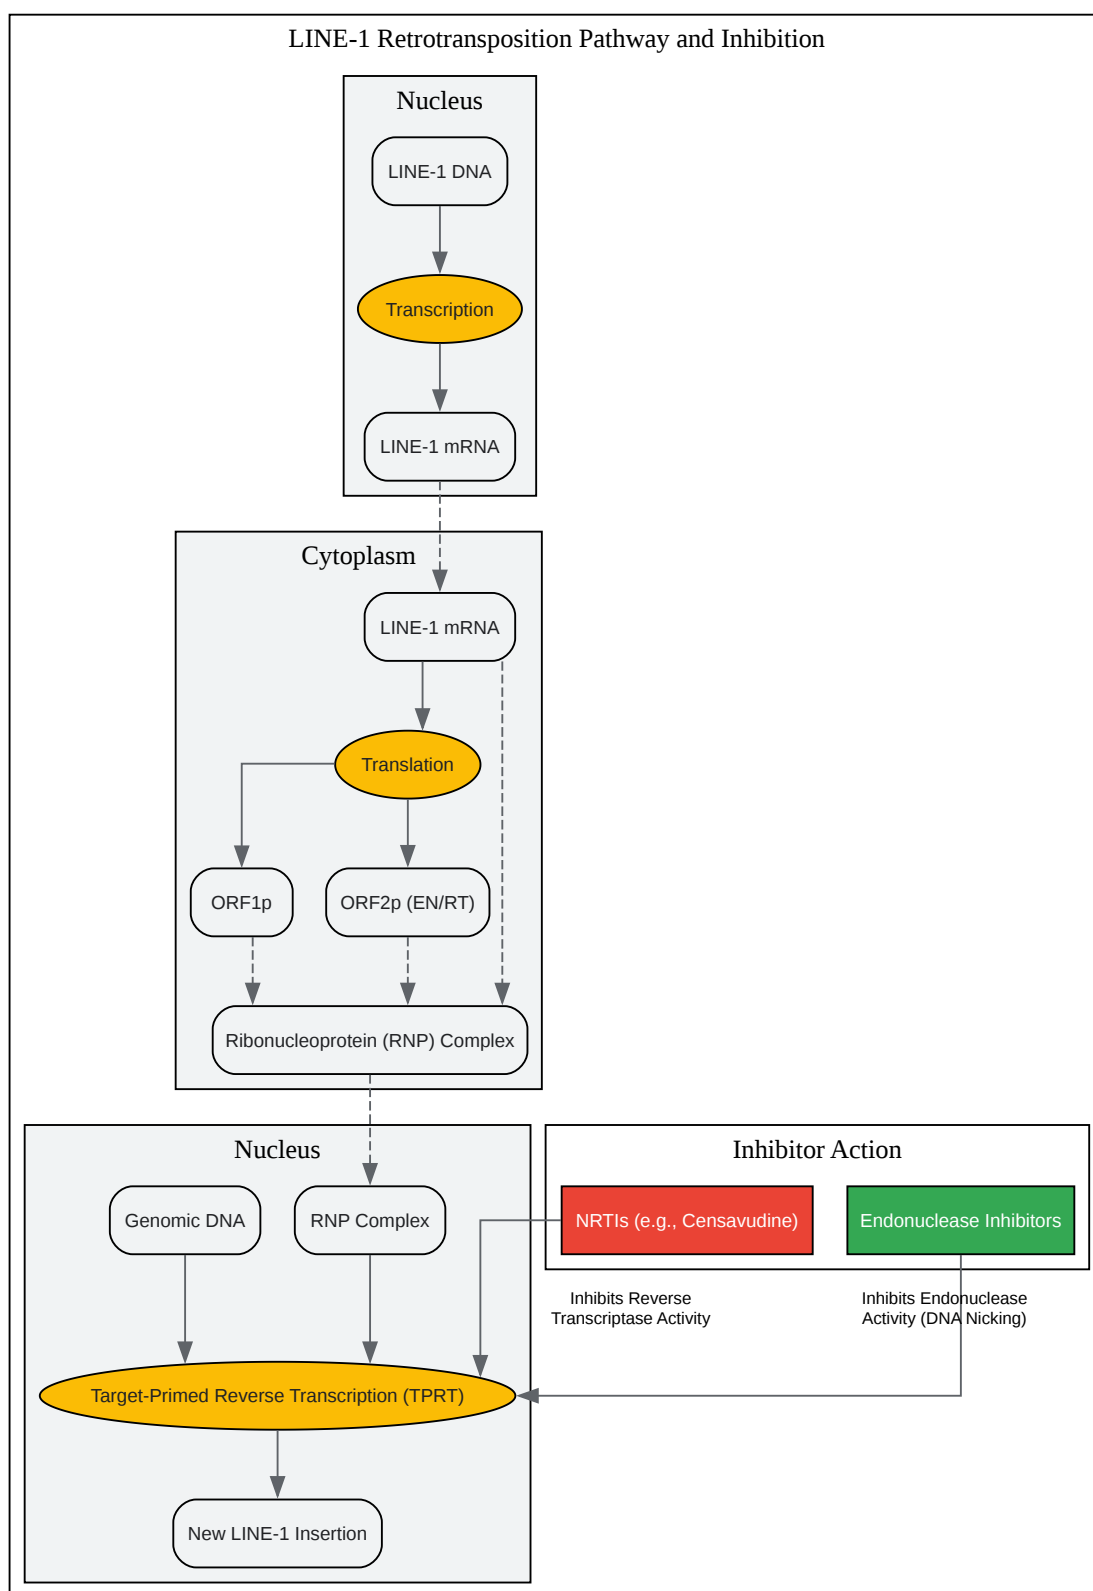 LINE-1 Retrotransposition Pathway and Inhibition
Nucleus
LINE-1 DNA
Transcription
LINE-1 mRNA
Cytoplasm
LINE-1 mRNA
Translation
ORF1p
ORF2p (EN/RT)
Ribonucleoprotein (RNP) Complex
Nucleus
Genomic DNA
RNP Complex
Inhibitor Action
NRTIs (e.g., Censavudine)
Endonuclease Inhibitors
Inhibits Reverse
Transcriptase Activity
Inhibits Endonuclease
Activity (DNA Nicking)
Target-Primed Reverse Transcription (TPRT)
New LINE-1 Insertion